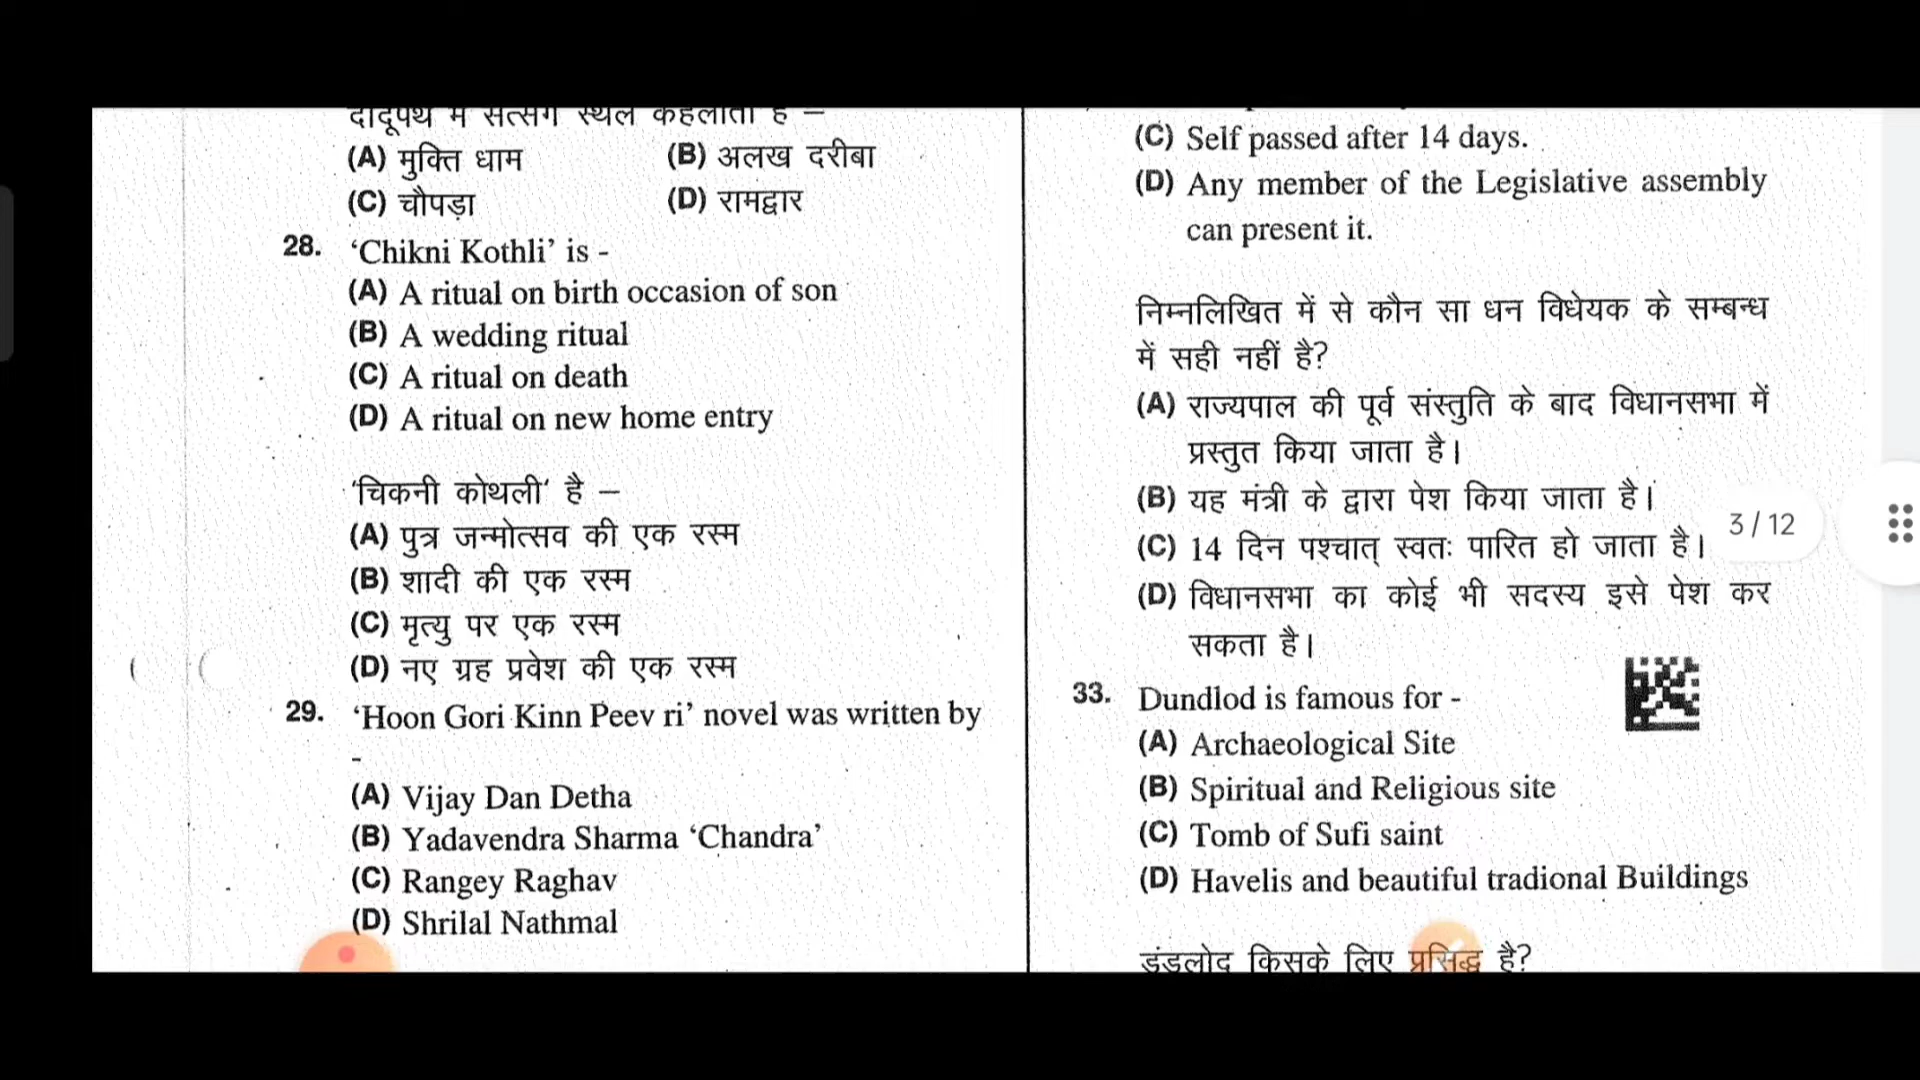 दादूपंथ में सत्संग स्थल कहलाता है –
(A) मुक्ति धाम (B) अलख दरीबा
(C) चौपड़ा (D) रामद्वार
28. ‘Chikni Kothli’ is -
(A) A ritual on birth occasion of son
(B) A wedding ritual
(C) A ritual on death
(D) A ritual on new home entry
‘चिकनी कोथली’ है –
(A) पुत्र जन्मोत्सव की एक रस्म
(B) शादी की एक रस्म
(C) मृत्यु पर एक रस्म
(D) नए ग्रह प्रवेश की एक रस्म
29. ‘Hoon Gori Kinn Peev ri’ novel was written by
-
(A) Vijay Dan Detha
(B) Yadavendra Sharma ‘Chandra’
(C) Rangey Raghav
(D) Shrilal Nathmal
(C) Self passed after 14 days.
(D) Any member of the Legislative assembly
can present it.
निम्नलिखित में से कौन सा धन विधेयक के सम्बन्ध
में सही नहीं है?
(A) राज्यपाल की पूर्व संस्तुति के बाद विधानसभा में
प्रस्तुत किया जाता है।
(B) यह मंत्री के द्वारा पेश किया जाता है।
(C) 14 दिन पश्चात् स्वतः पारित हो जाता है।
(D) विधानसभा का कोई भी सदस्य इसे पेश कर
सकता है।
33. Dundlod is famous for -
(A) Archaeological Site
(B) Spiritual and Religious site
(C) Tomb of Sufi saint
(D) Havelis and beautiful tradional Buildings
डंडलोद किसके लिए प्रसिद्ध है?
3 / 12